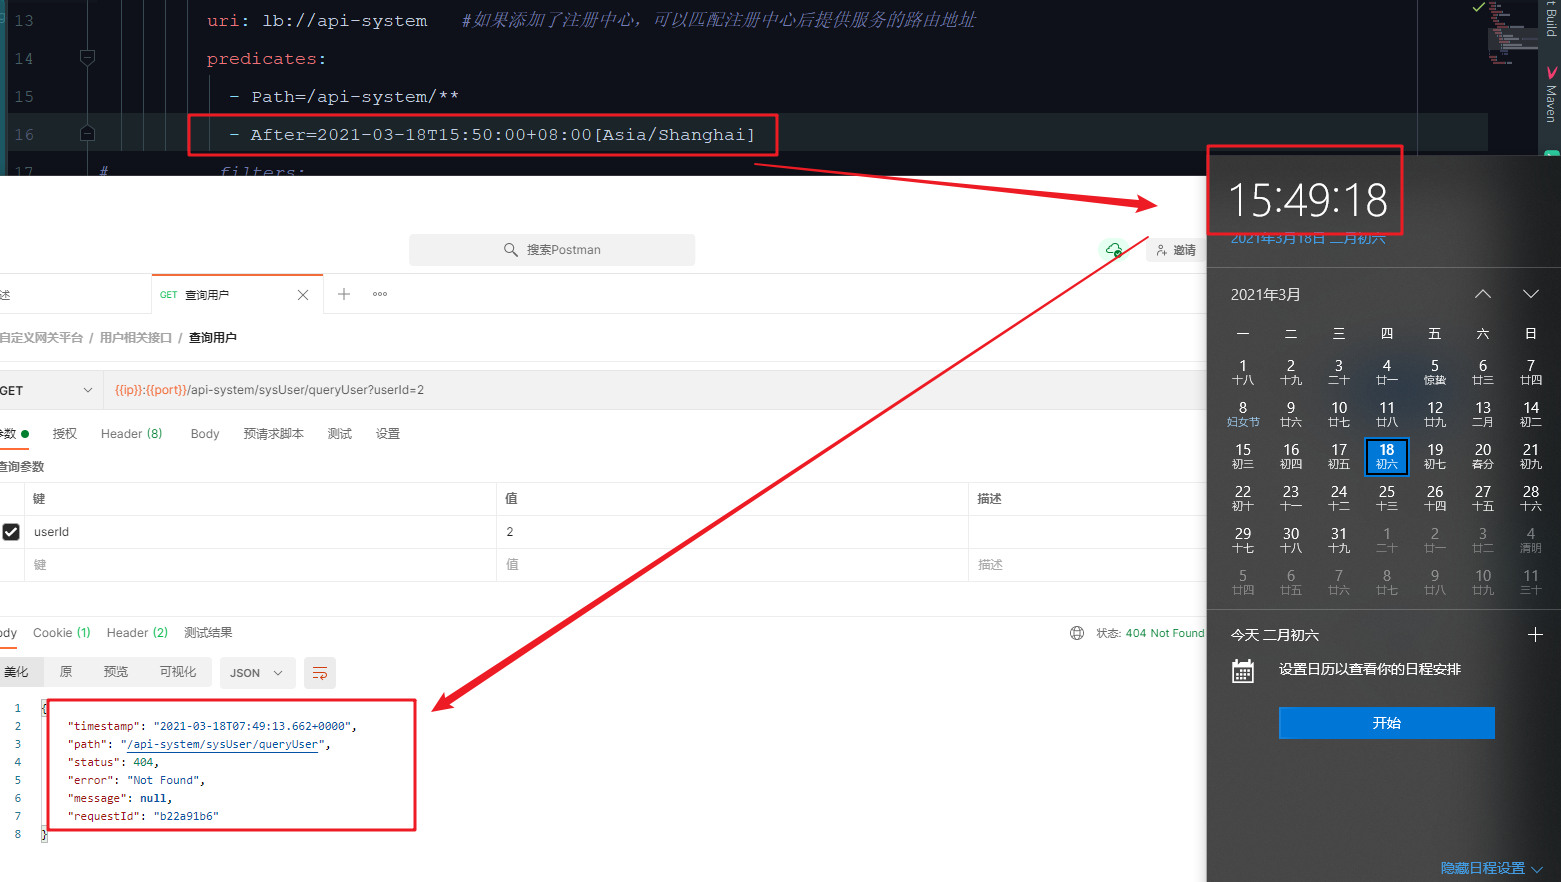 13 uri: lb://api-system #如果添加了注册中心，可以匹配注册中心后提供服务的路由地址
14 predicates:
15 - Path=/api-system/**
16 - After=2021-03-18T15:50:00+08:00[Asia/Shanghai]
17 # filters:
t Build
Maven
搜索Postman
邀请
述
GET 查询用户
自定义网关平台 / 用户相关接口 / 查询用户
GET {{ip}}:{{port}}/api-system/sysUser/queryUser?userId=2
参数 授权 Header (8) Body 预请求脚本 测试 设置
查询参数
键 值 描述
userId 2
键 值 描述
ody Cookie (1) Header (2) 测试结果 状态: 404 Not Found
美化 原 预览 可视化 JSON
1 {
2 "timestamp": "2021-03-18T07:49:13.662+0000",
3 "path": "/api-system/sysUser/queryUser",
4 "status": 404,
5 "error": "Not Found",
6 "message": null,
7 "requestId": "b22a91b6"
8 }
15:49:18
2021年3月18日 二月初六
2021年3月
一 二 三 四 五 六 日
1 2 3 4 5 6 7
十八 十九 二十 廿一 惊蛰 廿三 廿四
8 9 10 11 12 13 14
妇女节 廿六 廿七 廿八 廿九 二月 初二
15 16 17 18 19 20 21
初三 初四 初五 初六 初七 春分 初九
22 23 24 25 26 27 28
初十 十一 十二 十三 十四 十五 十六
29 30 31 1 2 3 4
十七 十八 十九 二十 廿一 廿二 清明
5 6 7 8 9 10 11
廿四 廿五 廿六 廿七 廿八 廿九 三十
今天 二月初六
设置日历以查看你的日程安排
开始
隐藏日程设置